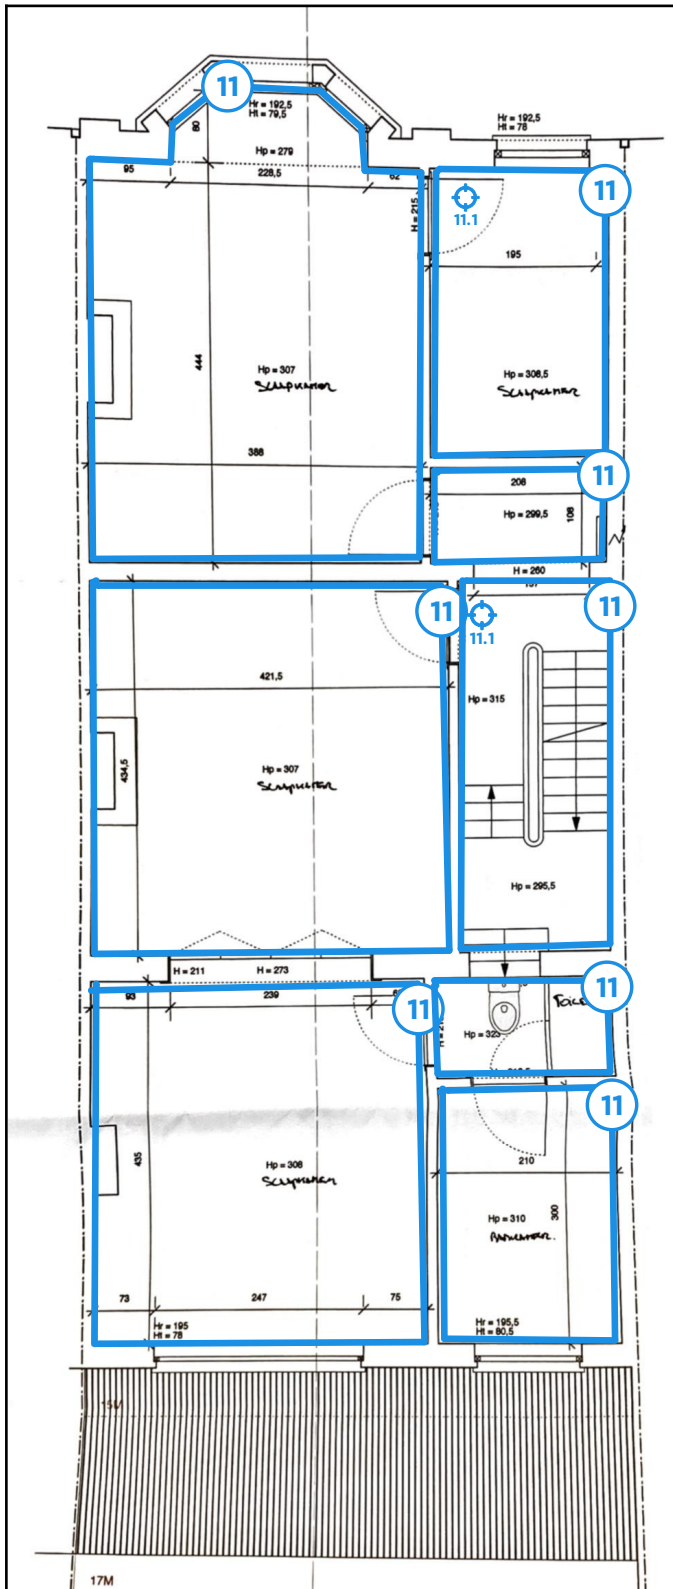 11
Hr = 192,5
Ht = 79,5
Hr = 192,5
Ht = 78
80
Hp = 279
95
228,5
62
11
H = 215
11.1
195
444
Hp = 307
SLAAPKAMER
Hp = 308,5
SLAAPKAMER
388
11
208
Hp = 299,5
108
H = 260
11
11
11.1
421,5
Hp = 315
434,5
Hp = 307
SLAAPKAMER
Hp = 295,5
H = 211
H = 273
93
239
11
11
Hp = 323
11
435
Hp = 308
SLAAPKAMER
210
300
Hp = 310
BADKAMER.
73
247
75
Hr = 195
Ht = 78
Hr = 195,5
Ht = 80,5
15M
17M